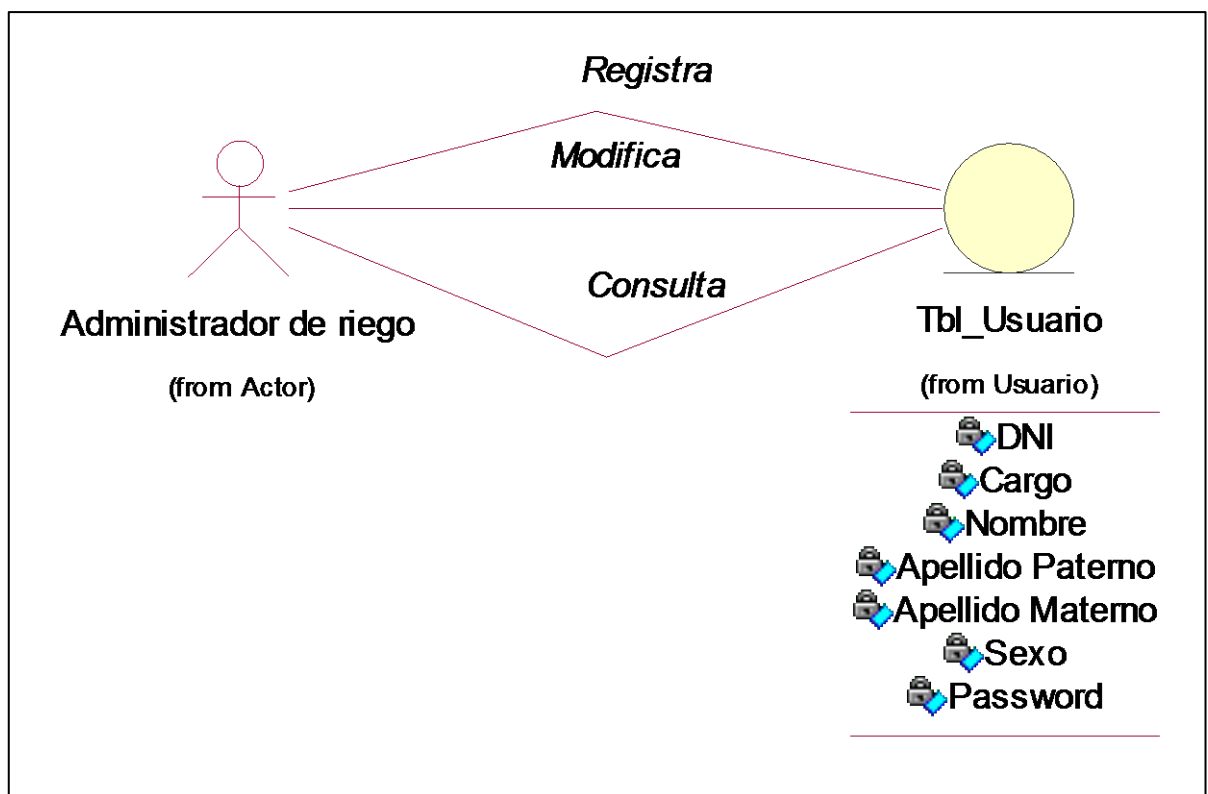 Registra
Modifica
Consulta
Administrador de riego
(from Actor)
Tbl_Usuario
(from Usuario)
DNI
Cargo
Nombre
Apellido Paterno
Apellido Materno
Sexo
Password